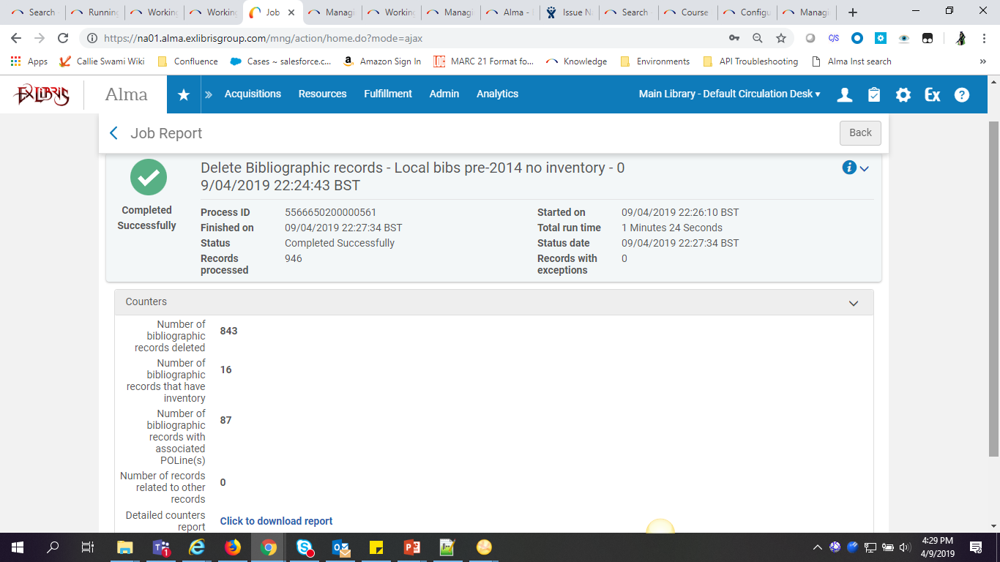 Search
Running
Working
Working
Job
Managi
Working
Managi
Alma -
Issue N
Search
Course
Configu
Managi
https://na01.alma.exlibrisgroup.com/mng/action/home.do?mode=ajax
Apps
Callie Swami Wiki
Confluence
Cases ~ salesforce.c...
Amazon Sign In
MARC 21 Format fo...
Knowledge
Environments
API Troubleshooting
Alma Inst search
»
EXLIBRIS
Alma
Acquisitions
Resources
Fulfillment
Admin
Analytics
Main Library - Default Circulation Desk
Ex
?
Job Report
Back
Completed
Successfully
Delete Bibliographic records - Local bibs pre-2014 no inventory - 0
9/04/2019 22:24:43 BST
Process ID 5566650200000561
Started on 09/04/2019 22:26:10 BST
Finished on 09/04/2019 22:27:34 BST
Total run time 1 Minutes 24 Seconds
Status Completed Successfully
Status date 09/04/2019 22:27:34 BST
Records 946
processed
Records with 0
exceptions
Counters
Number of
bibliographic 843
records deleted
Number of
bibliographic 16
records that have
inventory
Number of
bibliographic 87
records with
associated
POLine(s)
Number of records
related to other 0
records
Detailed counters
report Click to download report
4:29 PM
4/9/2019